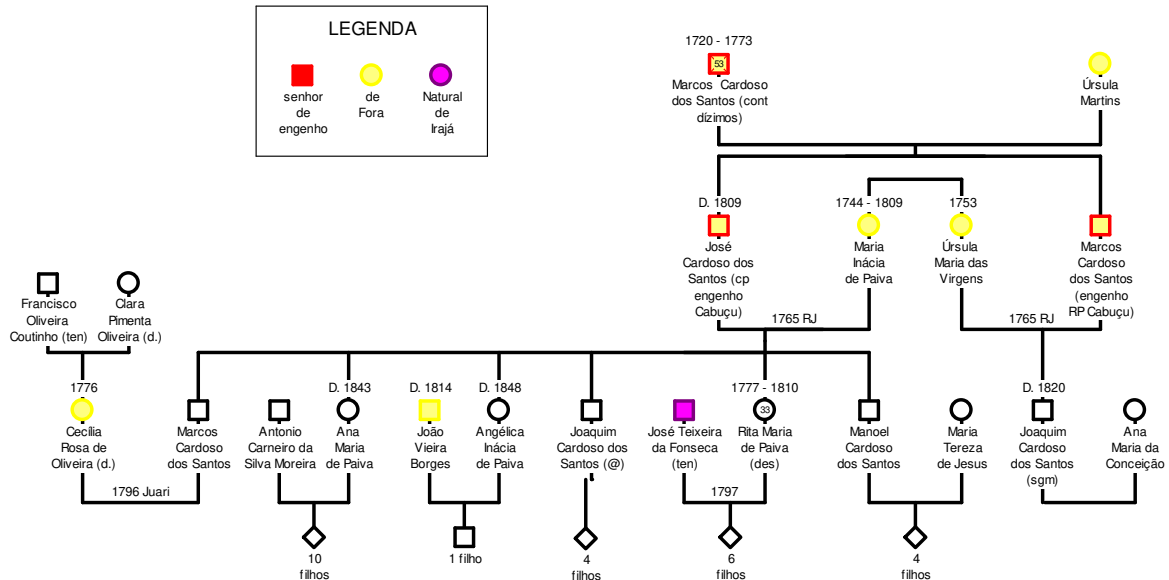 LEGENDA
senhor
de
engenho
de
Fora
Natural
de
Irajá
1720 - 1773
53
Marcos Cardoso
dos Santos (cont
dízimos)
Úrsula
Martins
D. 1809
José
Cardoso dos
Santos (cp
engenho
Cabuçu)
1744 - 1809
Maria
Inácia
de Paiva
1753
Úrsula
Maria das
Virgens
Marcos
Cardoso
dos Santos
(engenho
RP Cabuçu)
1765 RJ
1765 RJ
Francisco
Oliveira
Coutinho (ten)
Clara
Pimenta
Oliveira (d.)
1776
Cecília
Rosa de
Oliveira (d.)
Marcos
Cardoso
dos Santos
1796 Juari
Antonio
Carneiro da
Silva Moreira
D. 1843
Ana
Maria
de Paiva
10
filhos
D. 1814
João
Vieira
Borges
D. 1848
Angélica
Inácia
de Paiva
1 filho
Joaquim
Cardoso dos
Santos (@)
4
filhos
José Teixeira
da Fonseca
(ten)
1777 - 1810
33
Rita Maria
de Paiva
(des)
1797
6
filhos
Manoel
Cardoso
dos Santos
Maria
Tereza
de Jesus
4
filhos
D. 1820
Joaquim
Cardoso
dos Santos
(sgm)
Ana
Maria da
Conceição